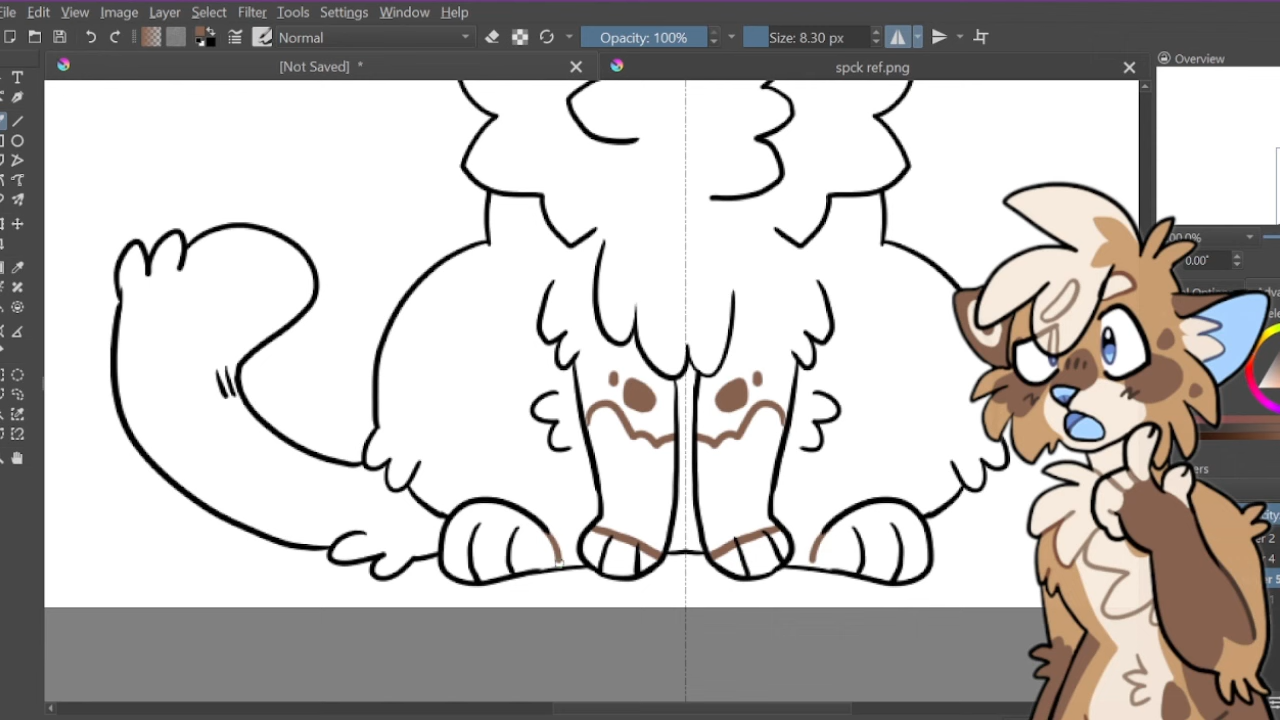 File Edit View Image Layer Select Filter Tools Settings Window Help
Normal Opacity: 100% Size: 8.30 px
[Not Saved] * spck ref.png Overview
0.00°